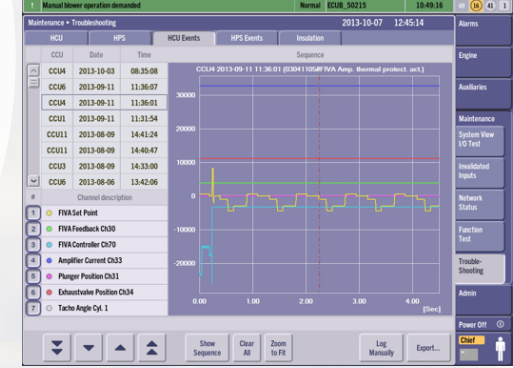 ! Manual blower operation demanded Normal ECUB_50215 10:49:16 16 41 1
Maintenance • Troubleshooting 2013-10-07 12:45:14
HCU HPS HCU Events HPS Events Insulation
CCU Date Time Sequence
CCU4 2013-10-03 08:35:08
CCU6 2013-09-11 11:36:07
CCU4 2013-09-11 11:36:01
CCU1 2013-09-11 11:31:54
CCU11 2013-08-09 14:41:24
CCU11 2013-08-09 14:40:47
CCU3 2013-08-09 14:33:00
CCU6 2013-08-06 13:42:06
# Channel description
1 FIVA Set Point
2 FIVA Feedback Ch30
3 FIVA Controller Ch70
4 Amplifier Current Ch33
5 Plunger Position Ch31
6 Exhaustvalve Position Ch34
7 Tacho Angle Cyl. 1
CCU4 2013-09-11 11:36:01 (03041105#FIVA Amp. thermal protect. act.)
30000
20000
10000
0
-10000
-20000
0.00 1.00 2.00 3.00 4.00
[Sec]
Show Sequence
Clear All
Zoom to Fit
Log Manually
Export...
Alarms
Engine
Auxiliaries
Maintenance
System View
I/O Test
Invalidated
Inputs
Network
Status
Function
Test
Trouble-
Shooting
Admin
Power Off
Chief